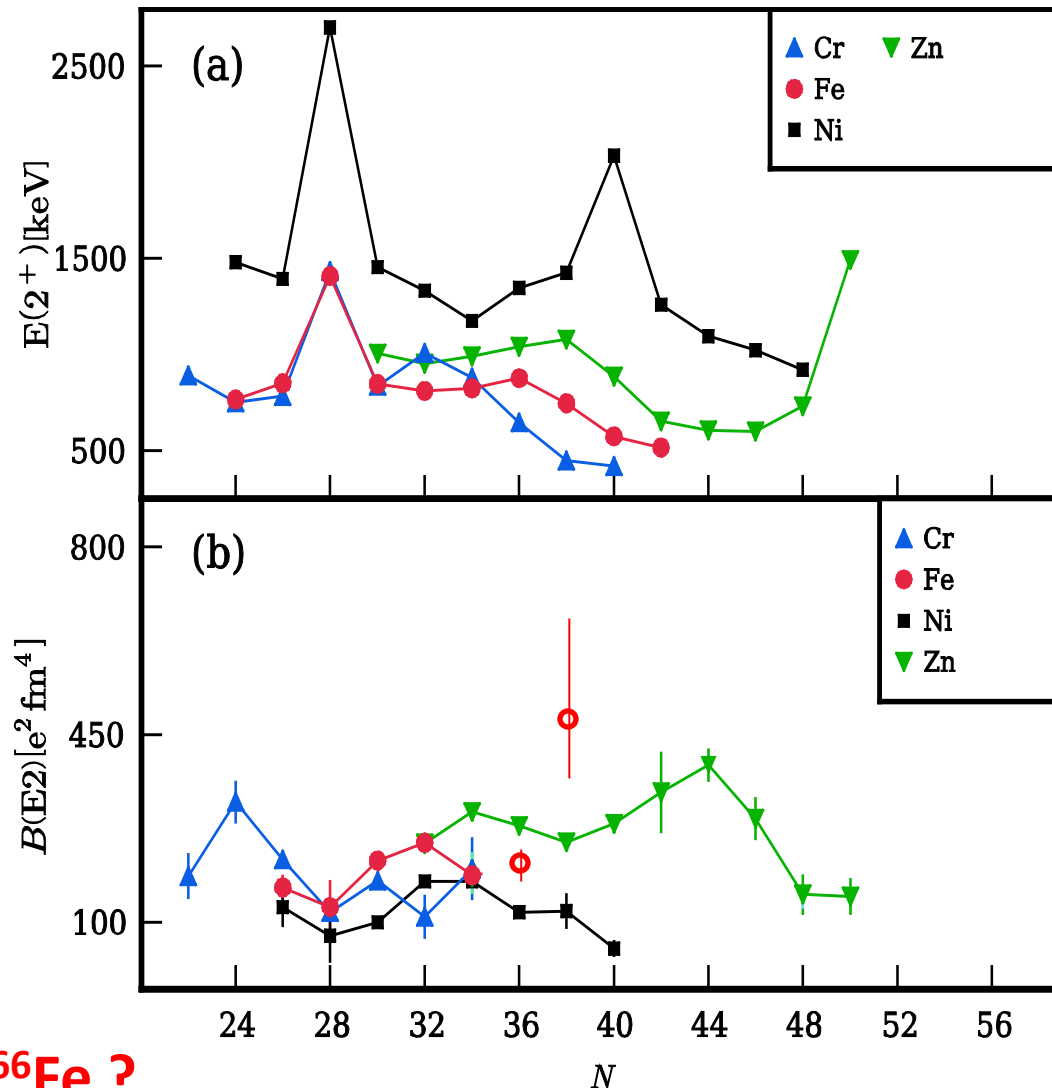 (a)
Cr Zn
Fe
Ni
2500
1500
500
E(2⁺)[keV]
(b)
Cr
Fe
Ni
Zn
800
450
100
B(E2)[e² fm⁴]
24 28 32 36 40 44 48 52 56
N
⁶⁶Fe ?